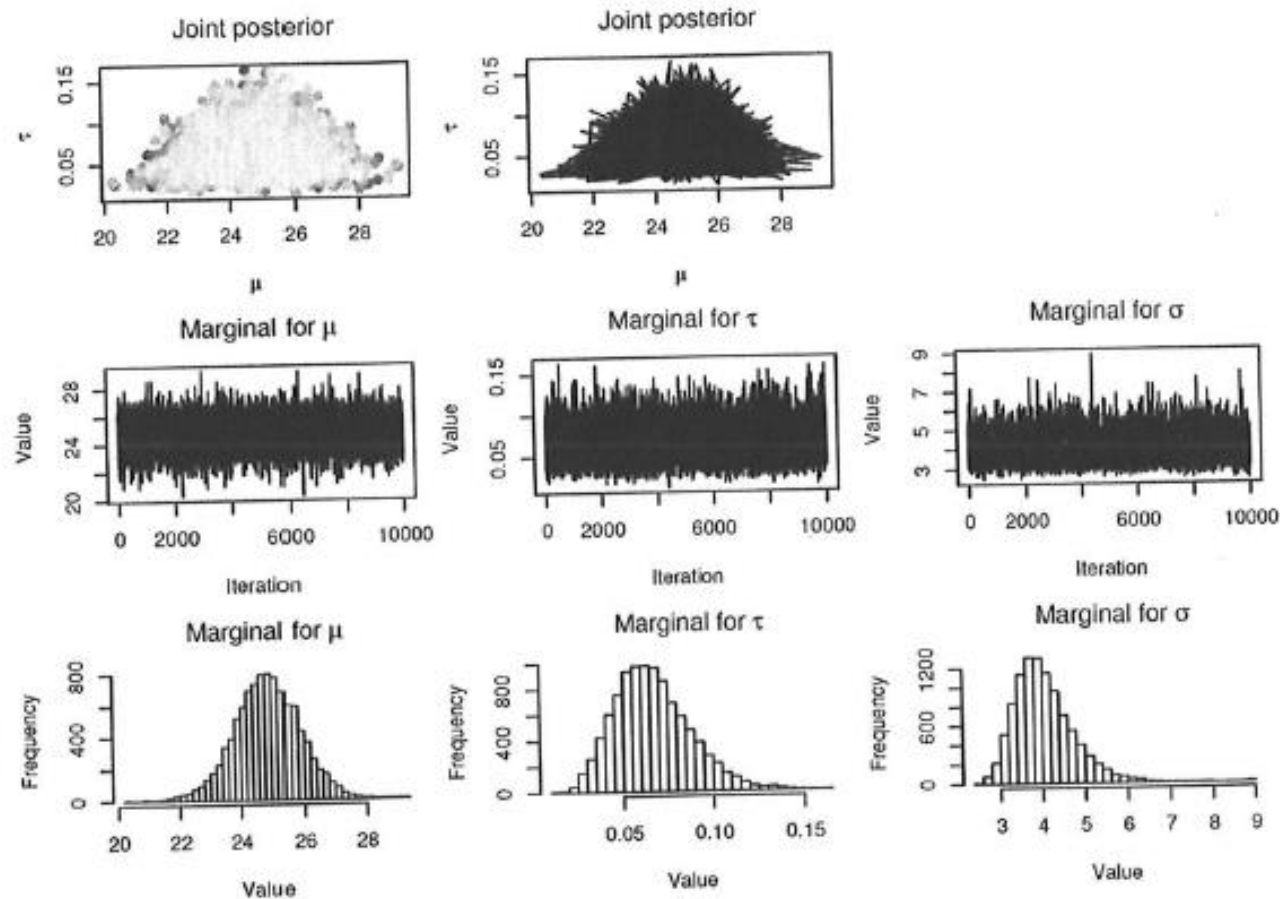 Joint posterior
τ
0.15
0.05
20 22 24 26 28
μ
Joint posterior
τ
0.15
0.05
20 22 24 26 28
μ
Marginal for μ
Value
28
24
20
0 2000 6000 10000
Iteration
Marginal for τ
Value
0.15
0.05
0 2000 6000 10000
Iteration
Marginal for σ
Value
9
7
5
3
0 2000 6000 10000
Iteration
Marginal for μ
Frequency
800
400
0
20 22 24 26 28
Value
Marginal for τ
Frequency
800
400
0
0.05 0.10 0.15
Value
Marginal for σ
Frequency
1200
600
0
3 4 5 6 7 8 9
Value